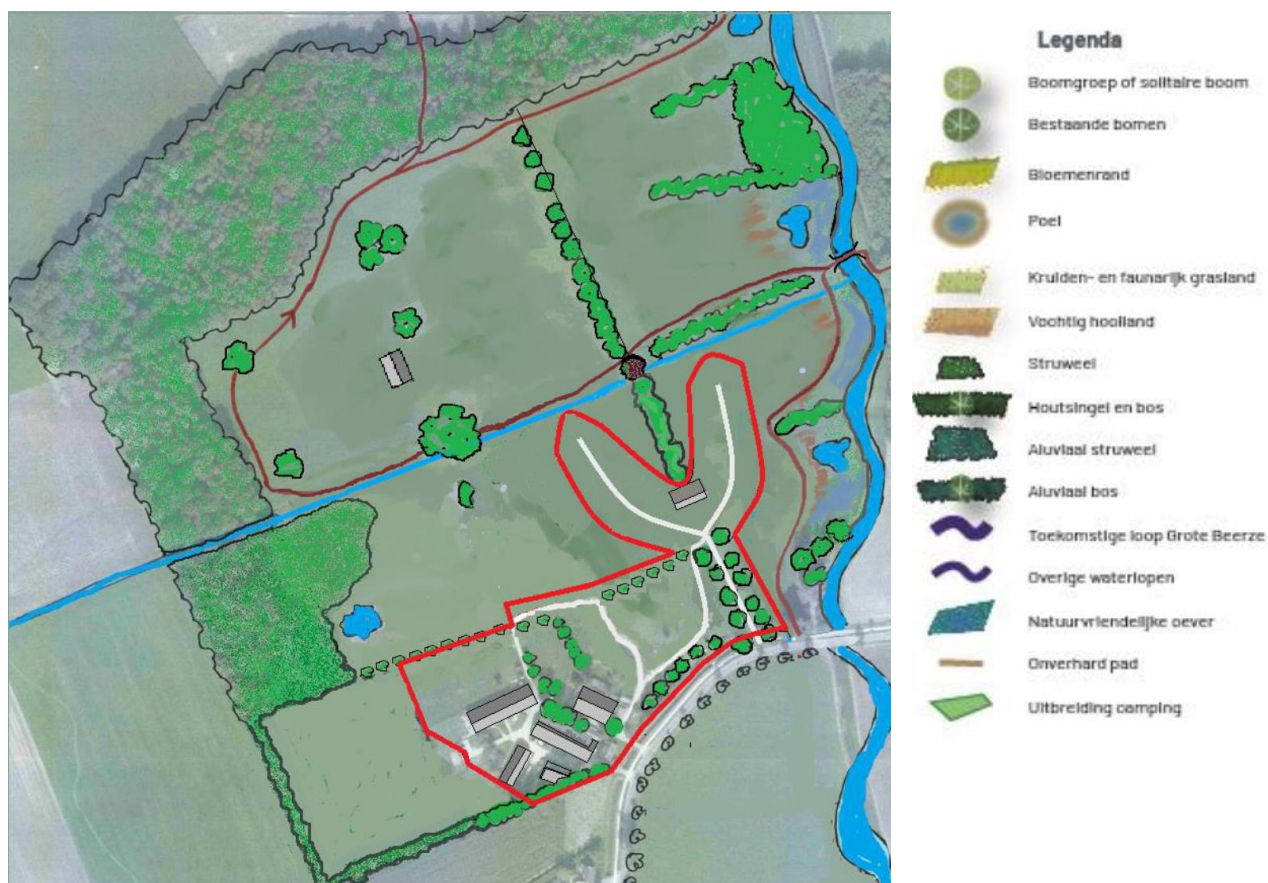 Legenda
Boomgroep of solitaire boom
Bestaande bomen
Bloemenrand
Poel
Kruiden- en faunarijk grasland
Vochtig hooiland
Struweel
Houtsingel en bos
Aluviaal struweel
Aluviaal bos
Toekomstige loop Grote Beerze
Overige waterlopen
Natuurvriendelijke oever
Onverhard pad
Uitbreiding camping